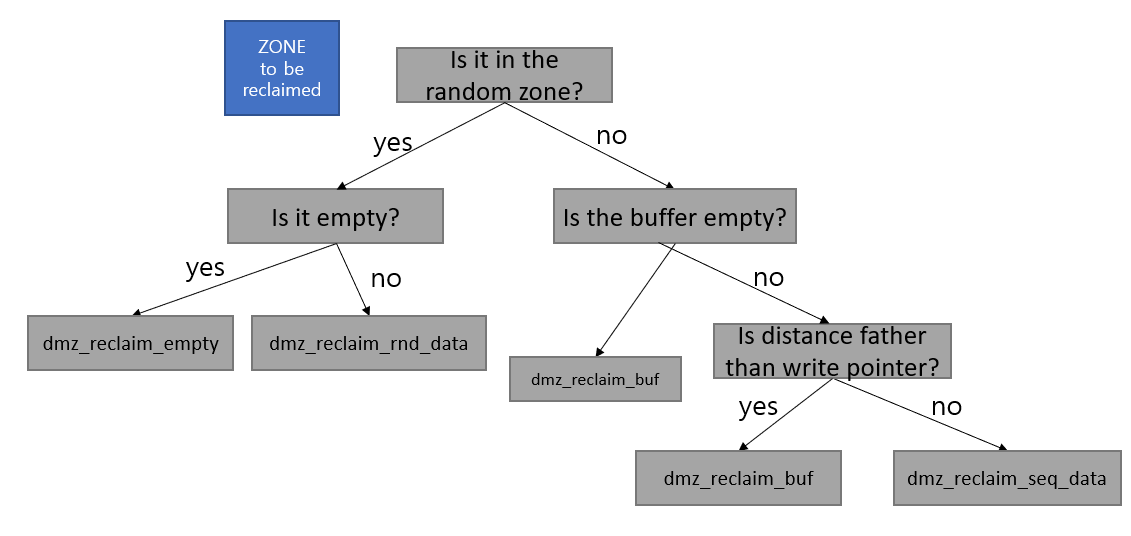 ZONE
to be
reclaimed
Is it in the
random zone?
yes
no
Is it empty?
Is the buffer empty?
yes
no
no
dmz_reclaim_empty
dmz_reclaim_rnd_data
Is distance father
than write pointer?
dmz_reclaim_buf
yes
no
dmz_reclaim_buf
dmz_reclaim_seq_data